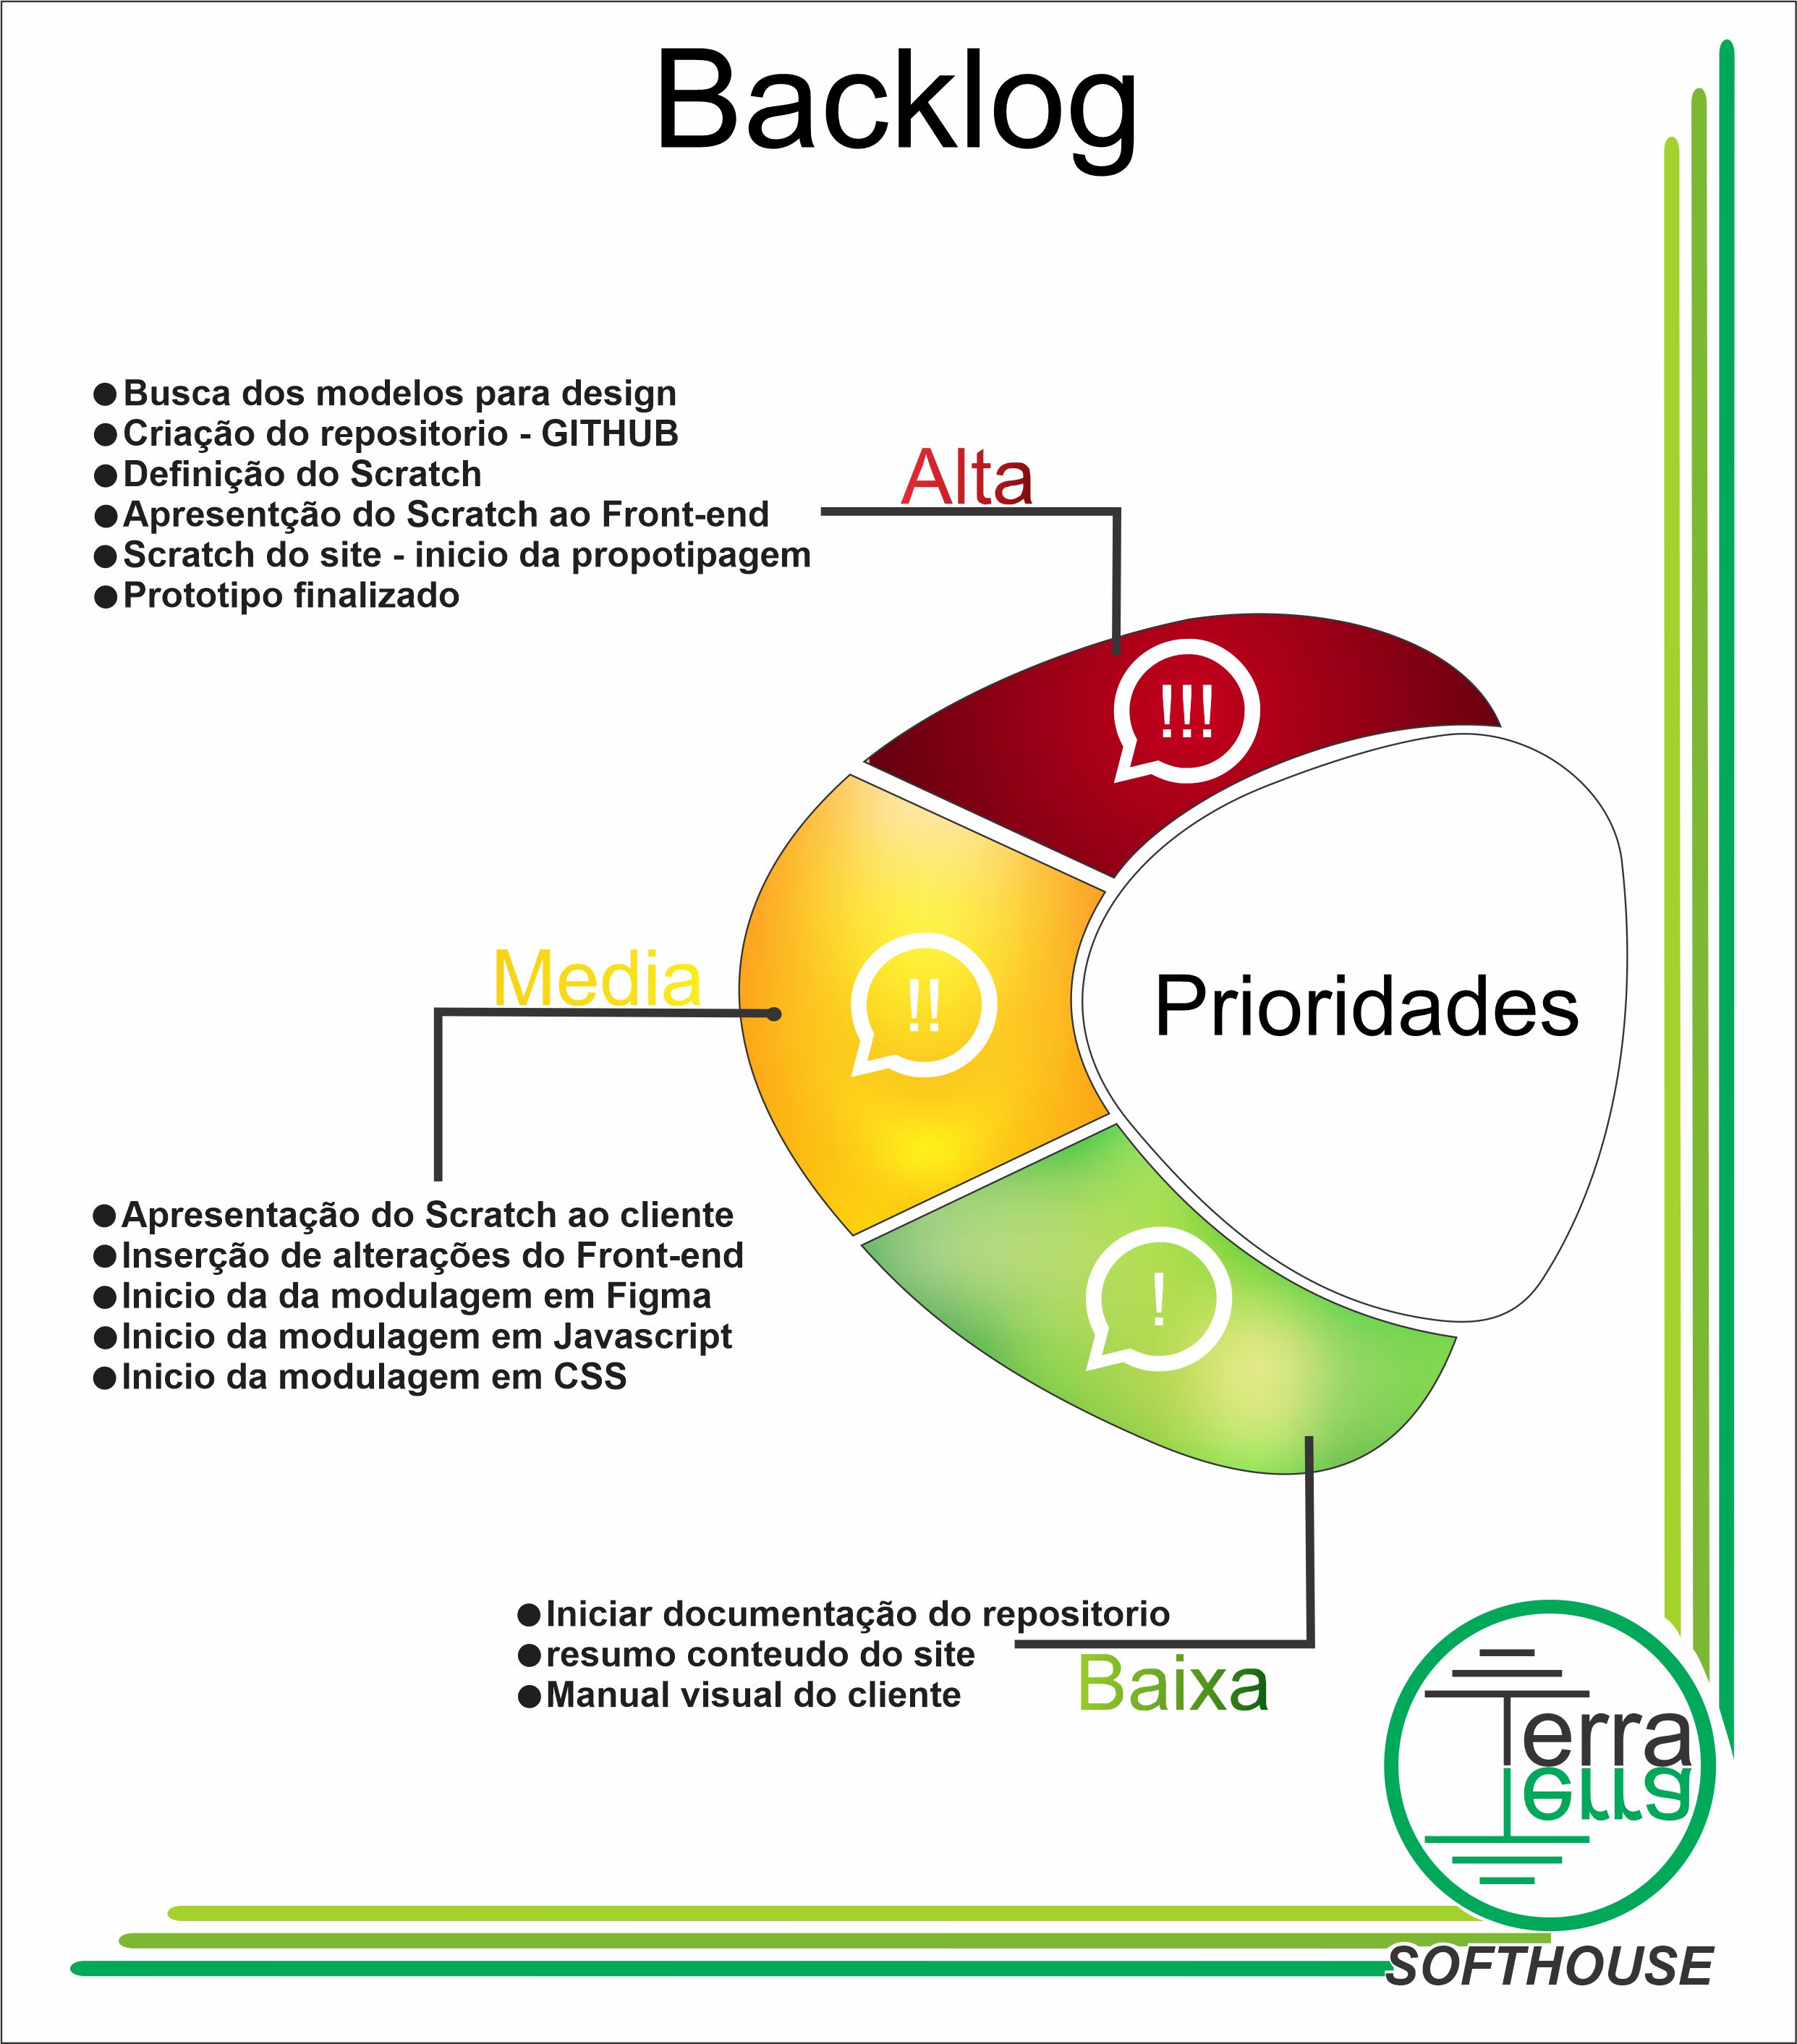 Backlog
● Busca dos modelos para design
● Criação do repositorio - GITHUB
● Definição do Scratch
● Apresentção do Scratch ao Front-end
● Scratch do site - inicio da propotipagem
● Prototipo finalizado
Alta
!!!
Media
!!
Prioridades
● Apresentação do Scratch ao cliente
● Inserção de alterações do Front-end
● Inicio da da modulagem em Figma
● Inicio da modulagem em Javascript
● Inicio da modulagem em CSS
!
● Iniciar documentação do repositorio
● resumo conteudo do site
● Manual visual do cliente
Baixa
Terra
Terra
SOFTHOUSE